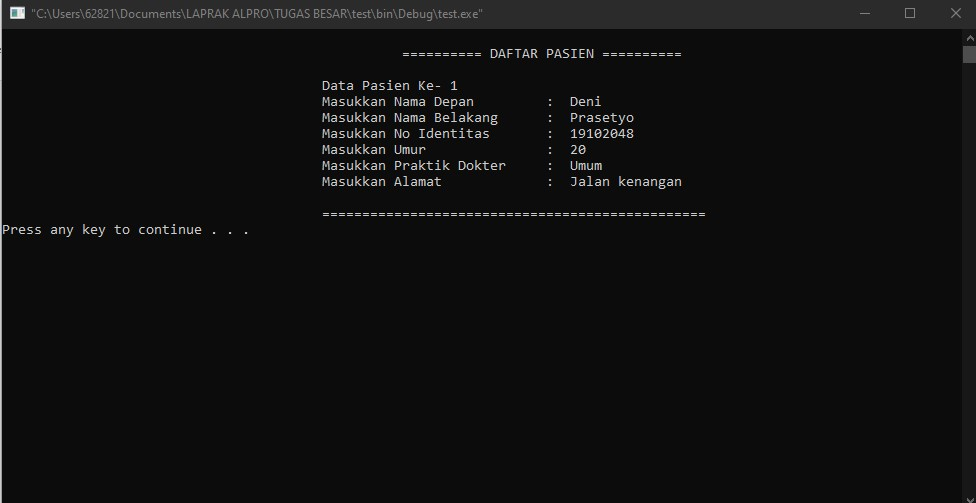 "C:\Users\62821\Documents\LAPRAK ALPRO\TUGAS BESAR\test\bin\Debug\test.exe"
========== DAFTAR PASIEN ==========
Data Pasien Ke- 1
Masukkan Nama Depan : Deni
Masukkan Nama Belakang : Prasetyo
Masukkan No Identitas : 19102048
Masukkan Umur : 20
Masukkan Praktik Dokter : Umum
Masukkan Alamat : Jalan kenangan
================================================
Press any key to continue . . .